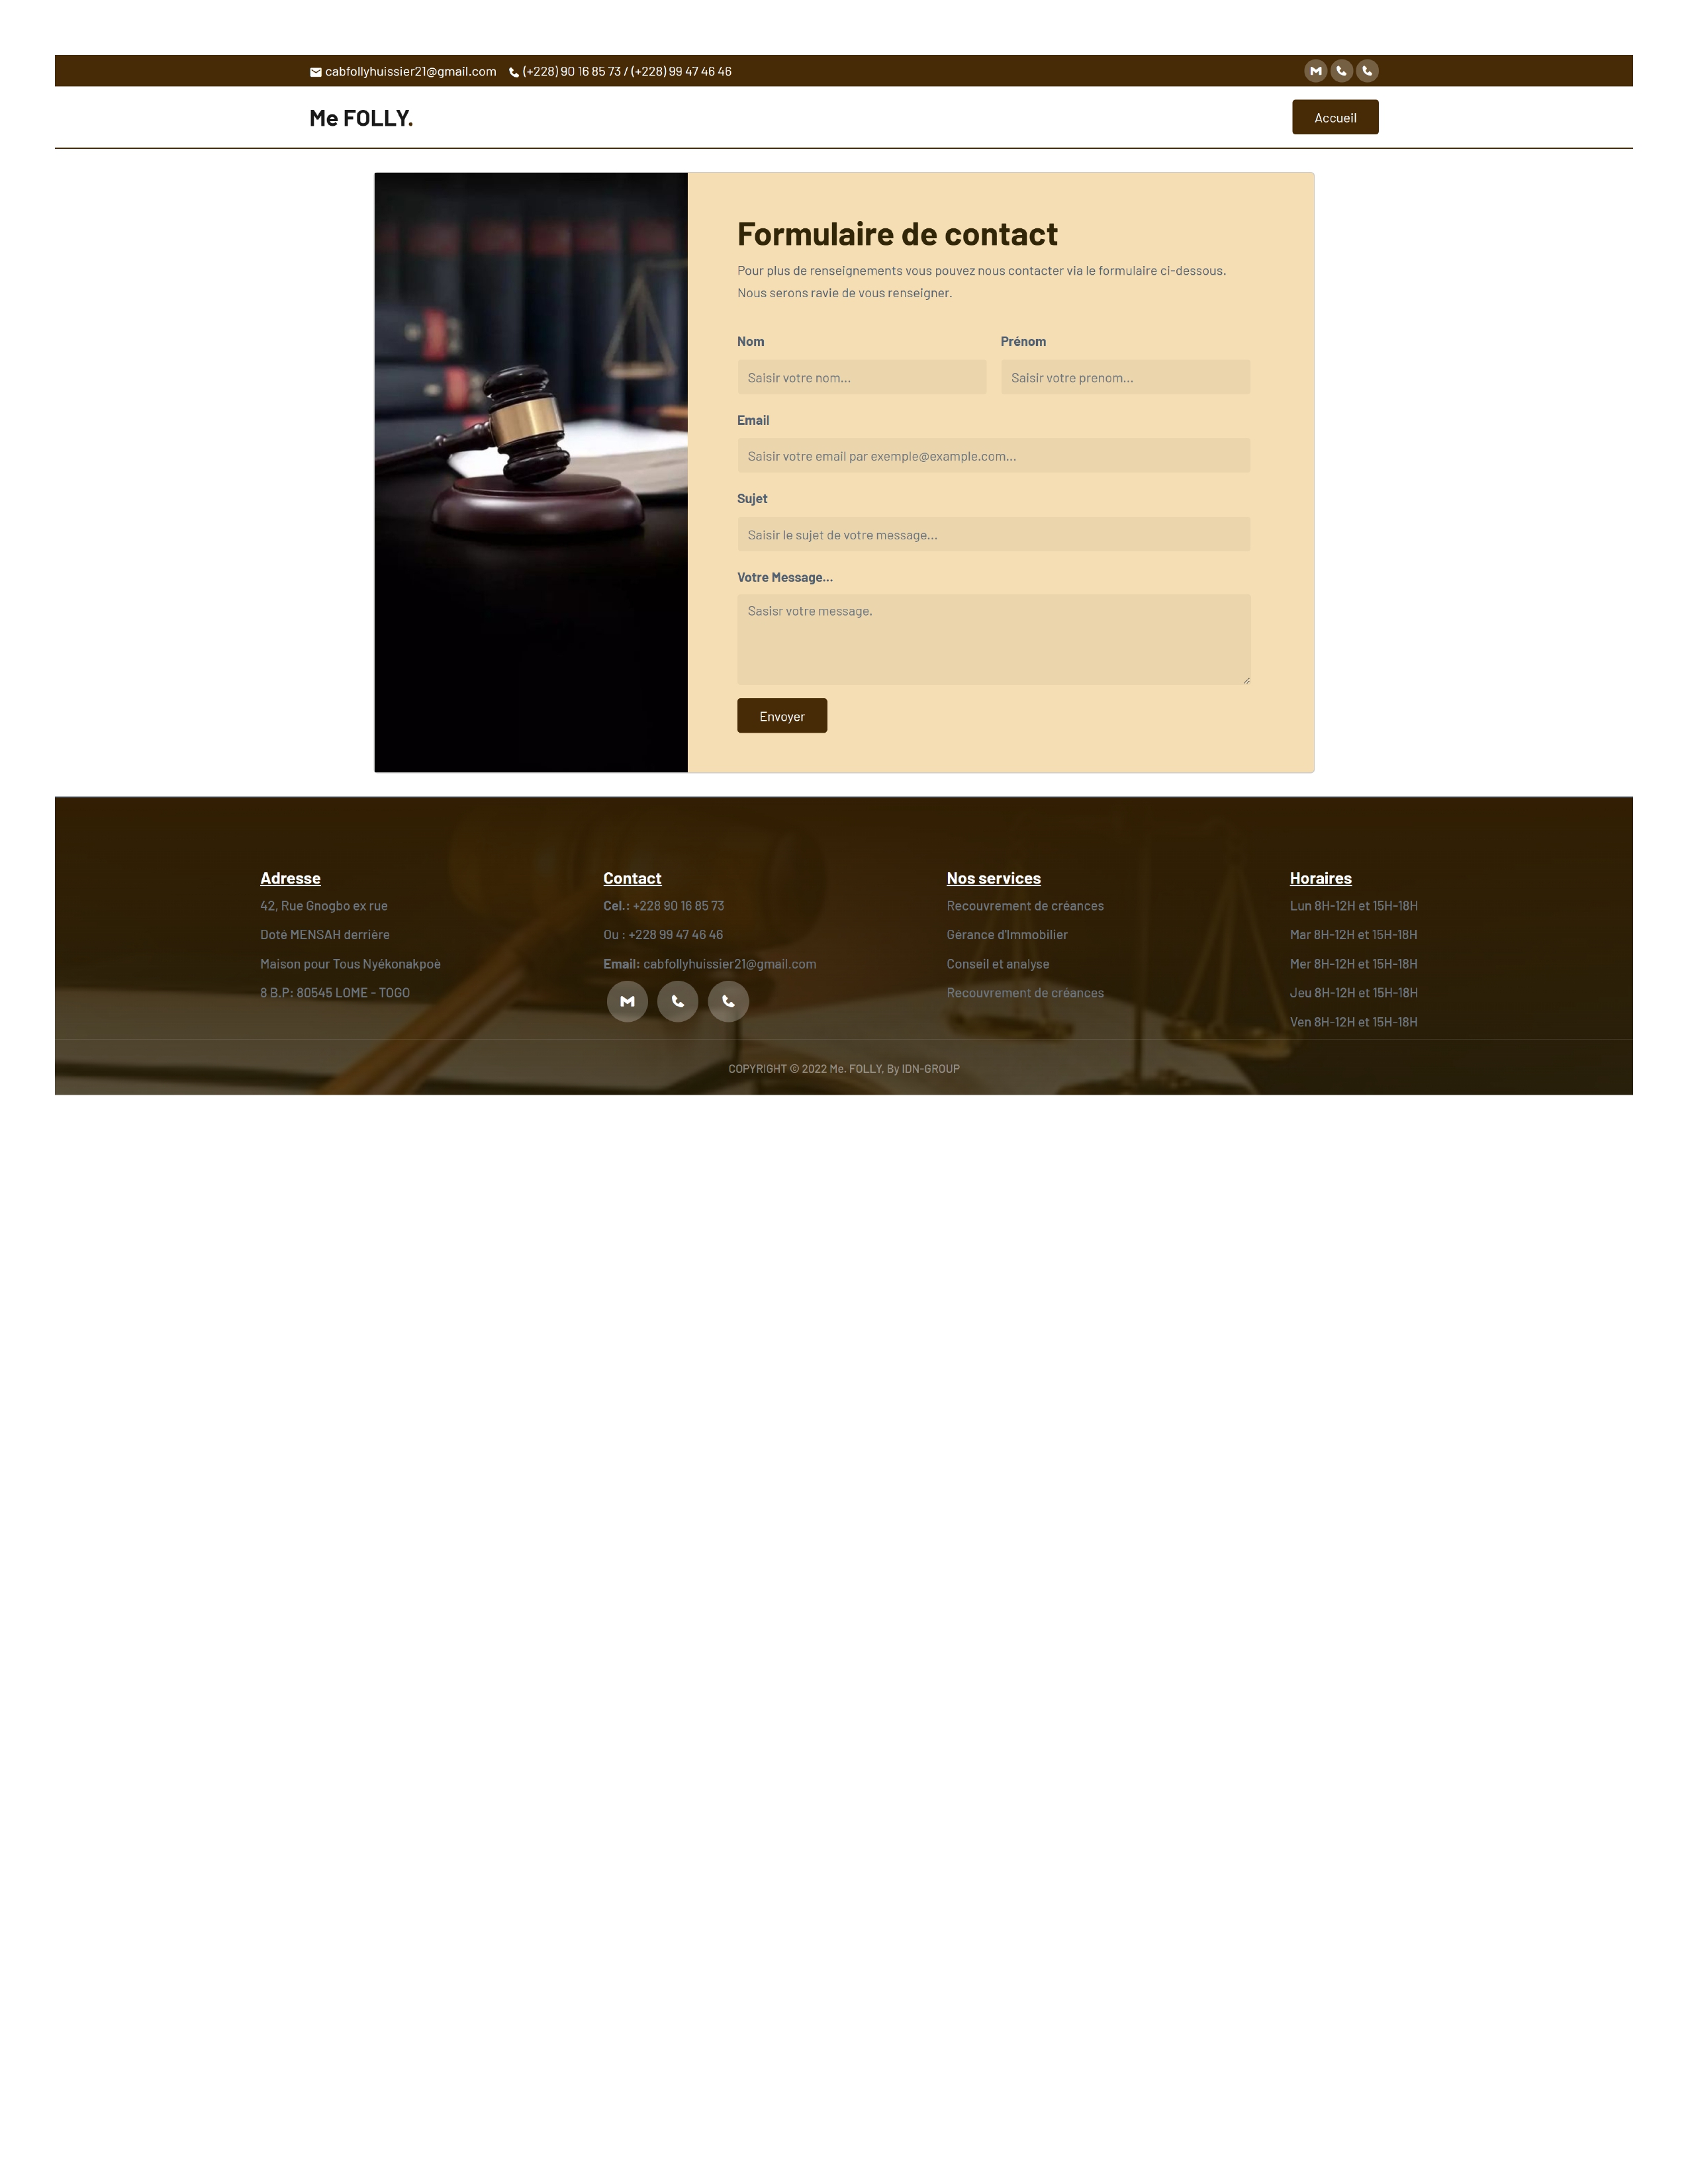 cabfollyhuissier21@gmail.com (+228) 90 16 85 73 / (+228) 99 47 46 46
Me FOLLY.
Accueil
Formulaire de contact
Pour plus de renseignements vous pouvez nous contacter via le formulaire ci-dessous.
Nous serons ravie de vous renseigner.
Nom
Prénom
Saisir votre nom...
Saisir votre prenom...
Email
Saisir votre email par exemple@example.com...
Sujet
Saisir le sujet de votre message...
Votre Message...
Sasisr votre message.
Envoyer
Adresse
42, Rue Gnogbo ex rue
Doté MENSAH derrière
Maison pour Tous Nyékonakpoè
8 B.P: 80545 LOME - TOGO
Contact
Cel.: +228 90 16 85 73
Ou : +228 99 47 46 46
Email: cabfollyhuissier21@gmail.com
Nos services
Recouvrement de créances
Gérance d'Immobilier
Conseil et analyse
Recouvrement de créances
Horaires
Lun 8H-12H et 15H-18H
Mar 8H-12H et 15H-18H
Mer 8H-12H et 15H-18H
Jeu 8H-12H et 15H-18H
Ven 8H-12H et 15H-18H
COPYRIGHT © 2022 Me. FOLLY, By IDN-GROUP